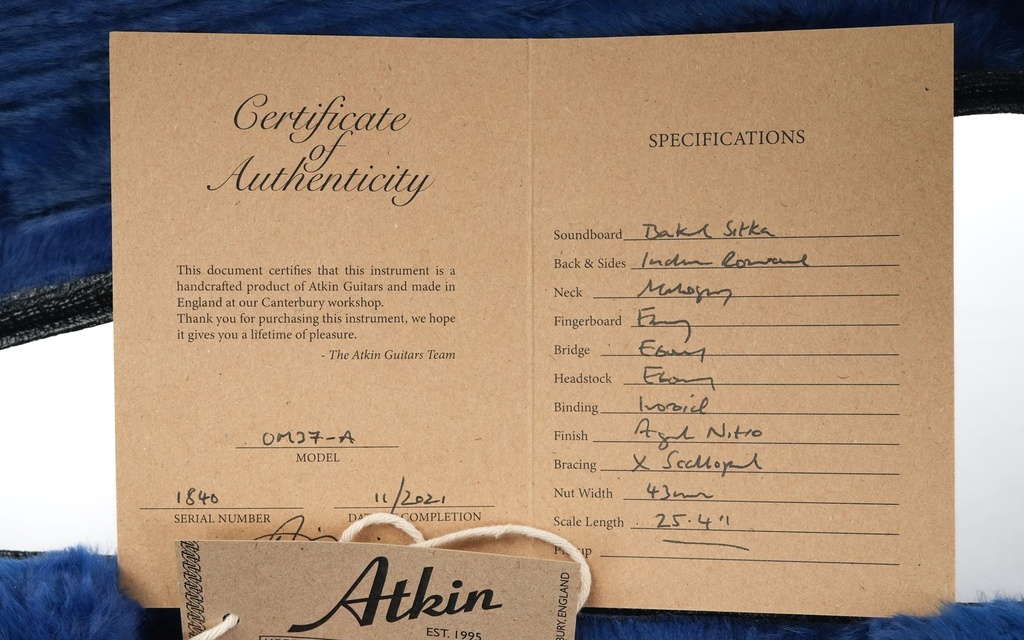 Certificate
of
Authenticity
This document certifies that this instrument is a
handcrafted product of Atkin Guitars and made in
England at our Canterbury workshop.
Thank you for purchasing this instrument, we hope
it gives you a lifetime of pleasure.
- The Atkin Guitars Team
OM37-A
MODEL
1840
SERIAL NUMBER
11/2021
COMPLETION
SPECIFICATIONS
Soundboard Baked Sitka
Back & Sides Indian Rosewood
Neck Mahogany
Fingerboard Ebony
Bridge Ebony
Headstock Ebony
Binding Ivoroid
Finish Aged Nitro
Bracing X Scalloped
Nut Width 43mm
Scale Length 25.4"
Atkin
EST. 1995
BURY, ENGLAND